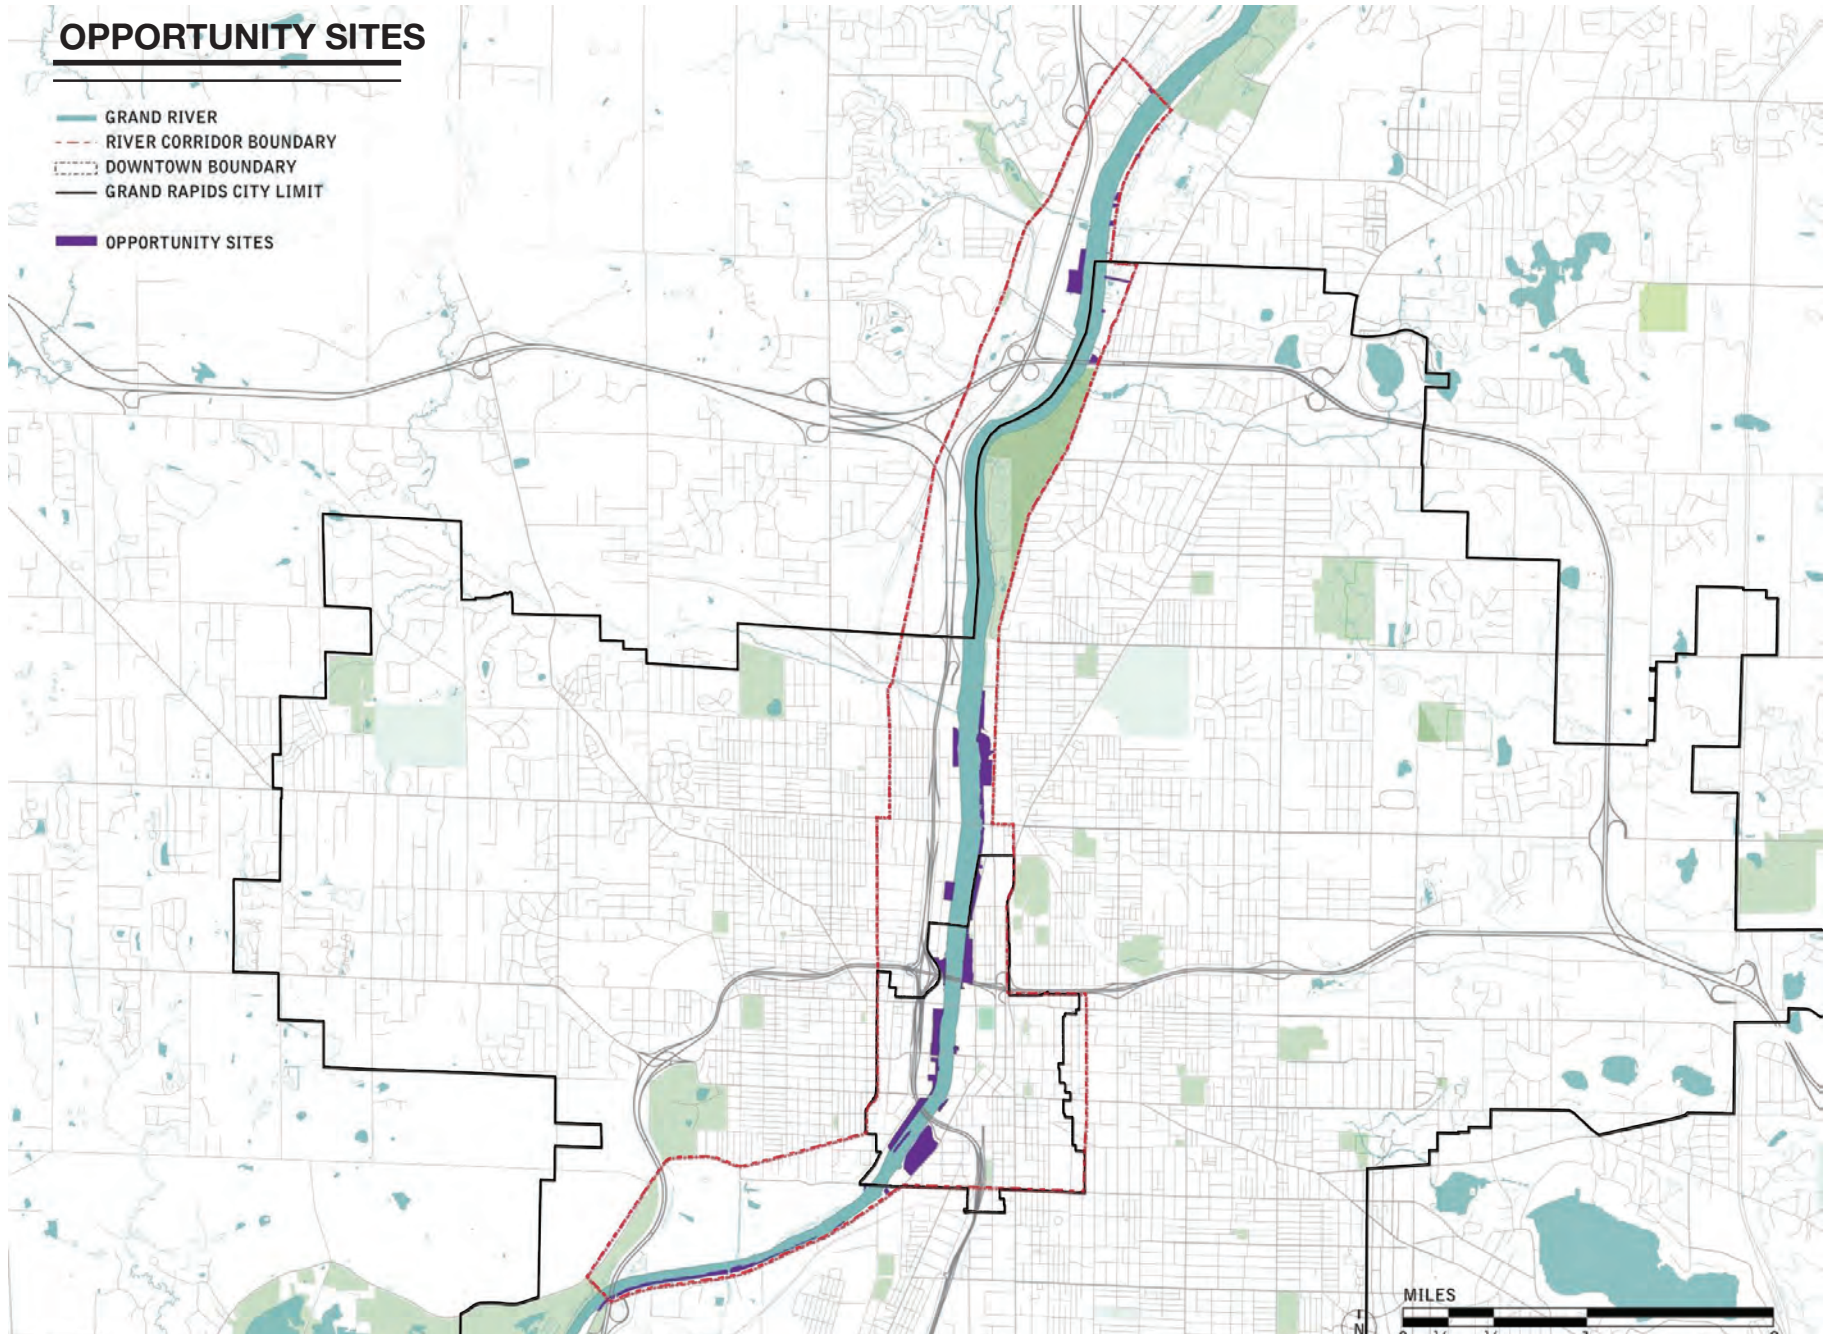 OPPORTUNITY SITES
GRAND RIVER
RIVER CORRIDOR BOUNDARY
DOWNTOWN BOUNDARY
GRAND RAPIDS CITY LIMIT
OPPORTUNITY SITES
MILES
N